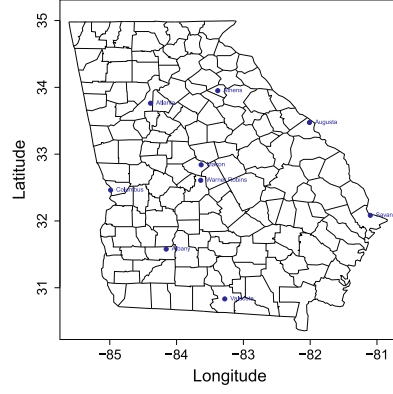 35
34
33
32
31
Latitude
Athens
Atlanta
Augusta
Macon
Warner Robins
Columbus
Savan
Albany
Valdosta
−85
−84
−83
−82
−81
Longitude